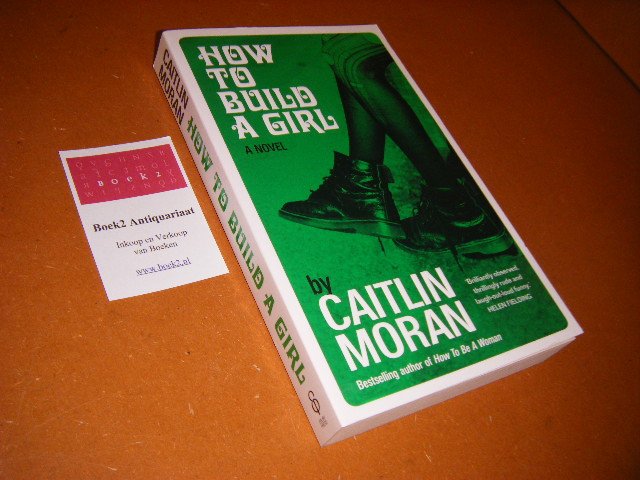 HOW
TO
BUILD
A GIRL
A NOVEL
by
CAITLIN
MORAN
'Brilliantly observed,
thrillingly rude and
laugh-out-loud funny.'
HELEN FIELDING
Bestselling author of How To Be A Woman
CAITLIN
MORAN
HOW TO BUILD A GIRL
BOEK2
Boek2 Antiquariaat
Inkoop en Verkoop
van Boeken
www.boek2.nl